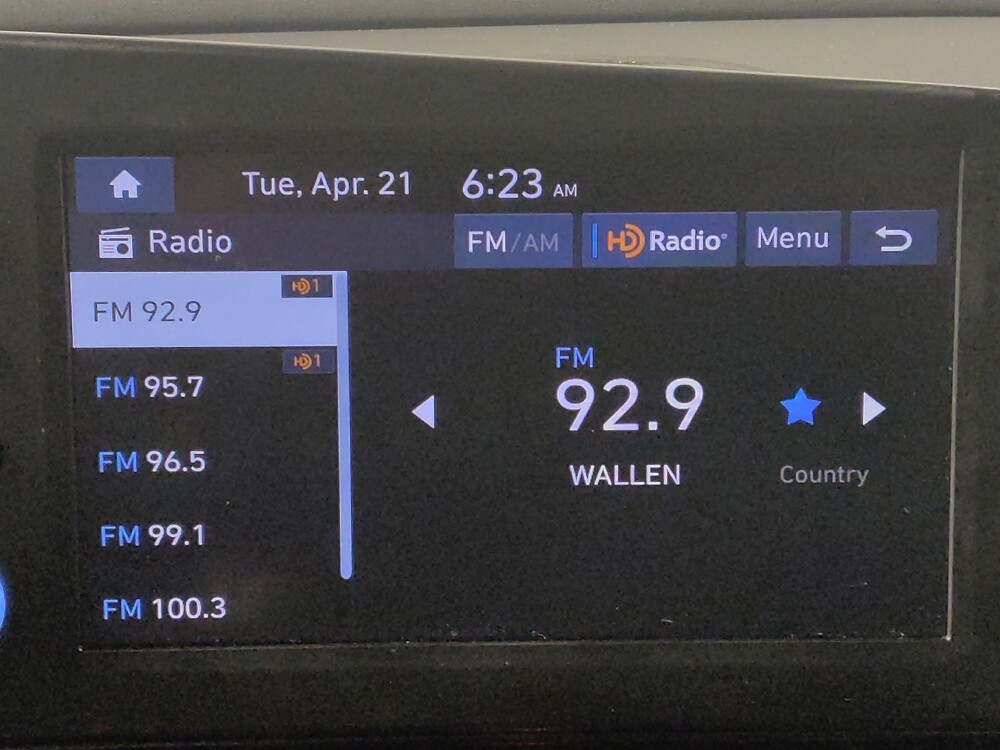 Tue, Apr. 21 6:23 AM
Radio FM/AM HD Radio® Menu
HD1
FM 92.9
HD1
FM 95.7
FM 96.5
FM 99.1
FM 100.3
FM
92.9
WALLEN
Country